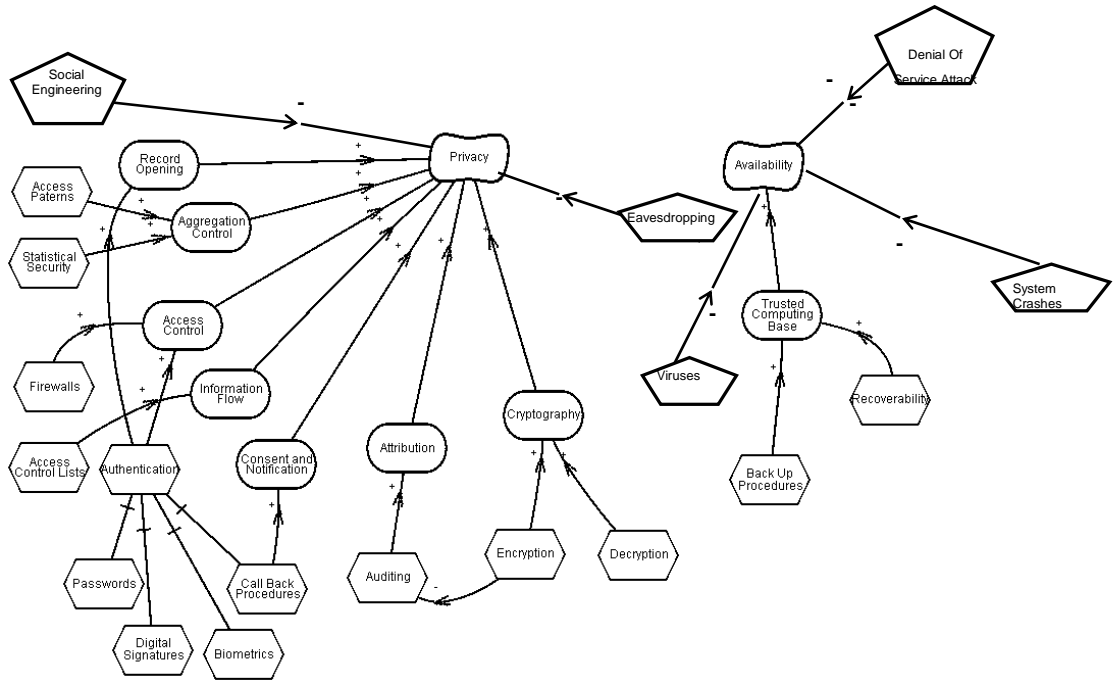 Denial Of
Service Attack
Social
Engineering
Privacy
Availability
Record
Opening
Access
Paterns
Aggregation
Control
Eavesdropping
Statistical
Security
System
Crashes
Access
Control
Trusted
Computing
Base
Firewalls
Information
Flow
Viruses
Recoverability
Cryptography
Access
Control Lists
Authentication
Consent and
Notification
Attribution
Back Up
Procedures
Encryption
Decryption
Passwords
Call Back
Procedures
Auditing
Digital
Signatures
Biometrics